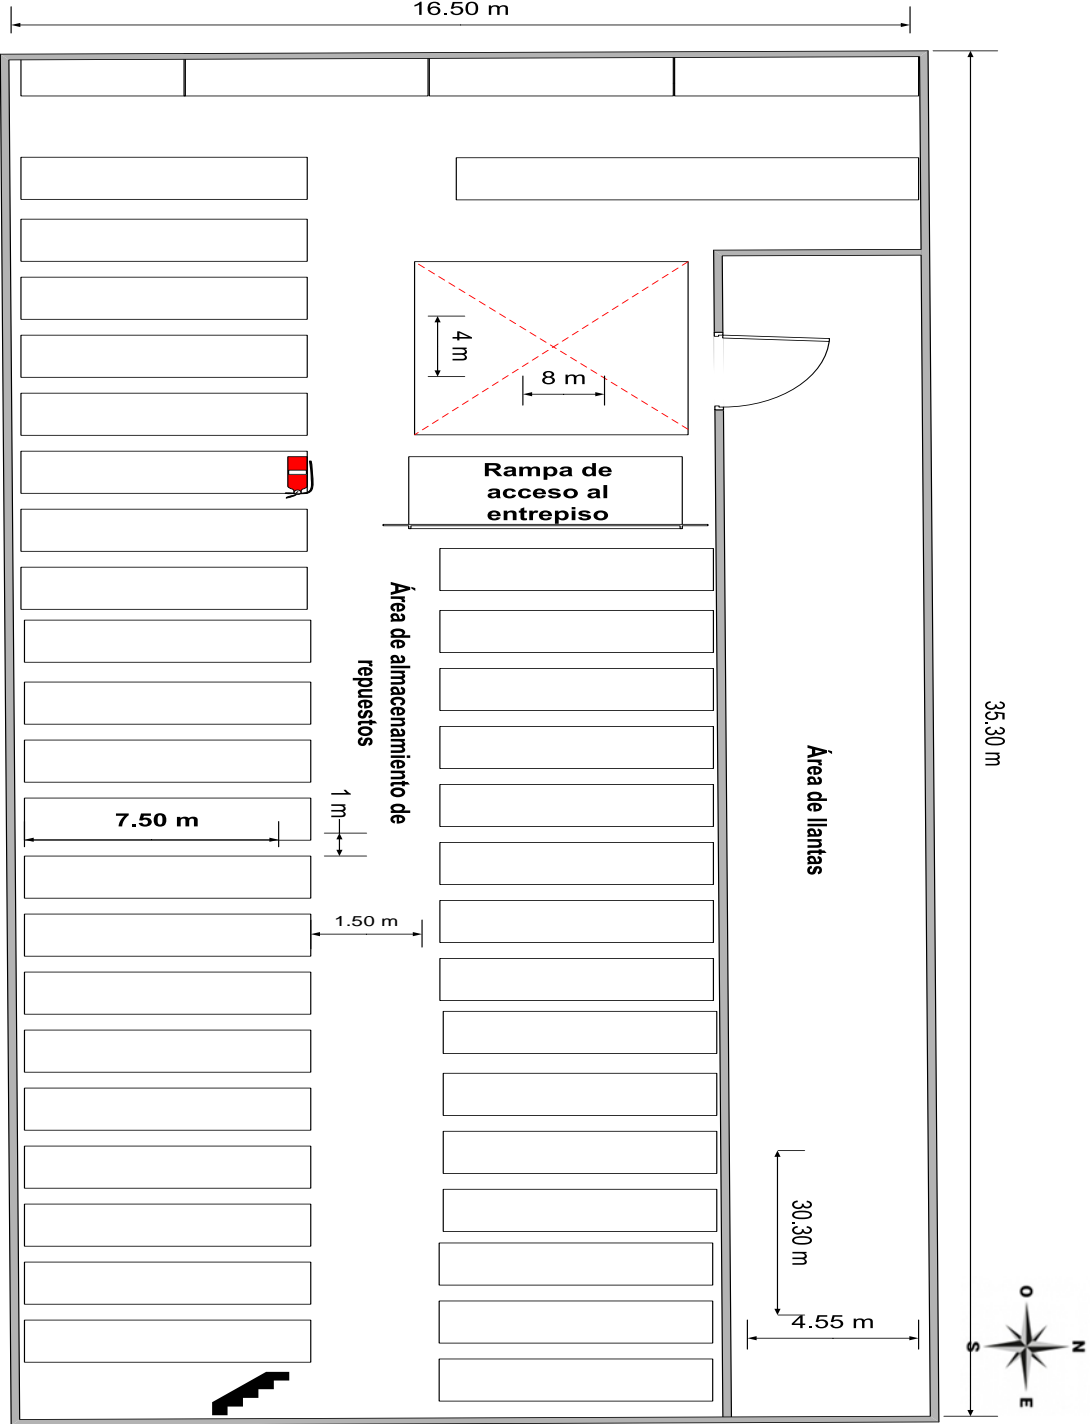 16.50 m
4 m
8 m
Rampa de
acceso al
entrepiso
Área de almacenamiento de
repuestos
35.30 m
Área de llantas
1 m
7.50 m
1.50 m
30.30 m
4.55 m
O
N
S
E